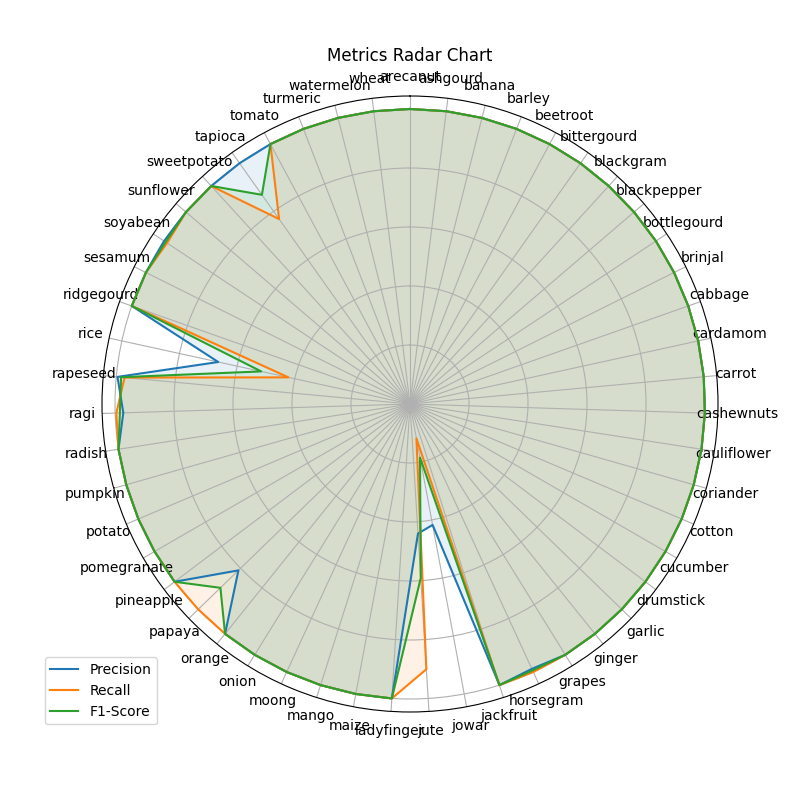 Metrics Radar Chart
arecanut
ashgourd
banana
barley
beetroot
bittergourd
blackgram
blackpepper
bottlegourd
brinjal
cabbage
cardamom
carrot
cashewnuts
cauliflower
coriander
cotton
cucumber
drumstick
garlic
ginger
grapes
horsegram
jackfruit
jowar
jute
ladyfinger
maize
mango
moong
onion
orange
papaya
pineapple
pomegranate
potato
pumpkin
radish
ragi
rapeseed
rice
ridgegourd
sesamum
soyabean
sunflower
sweetpotato
tapioca
tomato
turmeric
watermelon
wheat
Precision
Recall
F1-Score